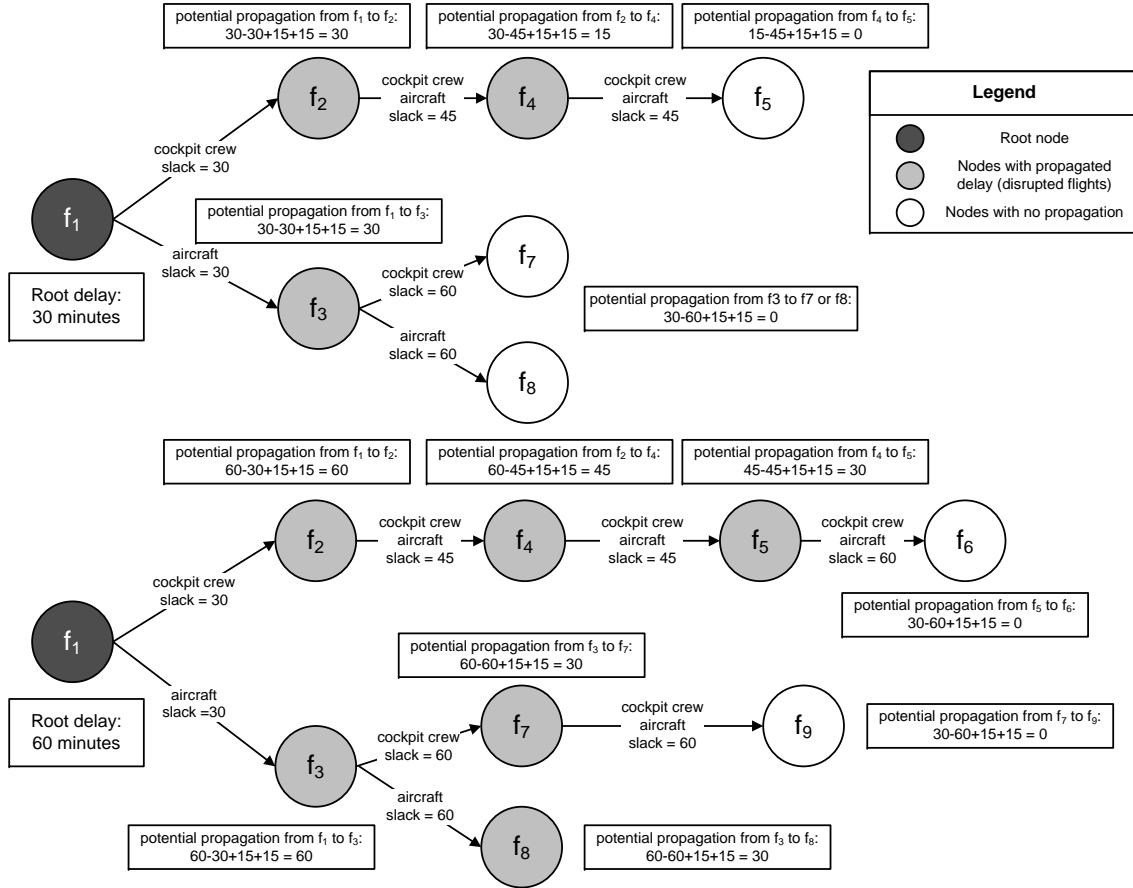 potential propagation from f1 to f2:
30-30+15+15 = 30
potential propagation from f2 to f4:
30-45+15+15 = 15
potential propagation from f4 to f5:
15-45+15+15 = 0
f2
cockpit crew
aircraft
slack = 45
f4
cockpit crew
aircraft
slack = 45
f5
Legend
Root node
Nodes with propagated
delay (disrupted flights)
Nodes with no propagation
cockpit crew
slack = 30
f1
potential propagation from f1 to f3:
30-30+15+15 = 30
aircraft
slack = 30
Root delay:
30 minutes
f3
cockpit crew
slack = 60
f7
potential propagation from f3 to f7 or f8:
30-60+15+15 = 0
aircraft
slack = 60
f8
potential propagation from f1 to f2:
60-30+15+15 = 60
potential propagation from f2 to f4:
60-45+15+15 = 45
potential propagation from f4 to f5:
45-45+15+15 = 30
f2
cockpit crew
aircraft
slack = 45
f4
cockpit crew
aircraft
slack = 45
f5
cockpit crew
aircraft
slack = 60
f6
cockpit crew
slack = 30
potential propagation from f5 to f6:
30-60+15+15 = 0
f1
potential propagation from f3 to f7:
60-60+15+15 = 30
aircraft
slack =30
Root delay:
60 minutes
f3
cockpit crew
slack = 60
f7
cockpit crew
aircraft
slack = 60
f9
potential propagation from f7 to f9:
30-60+15+15 = 0
aircraft
slack = 60
f8
potential propagation from f1 to f3:
60-30+15+15 = 60
potential propagation from f3 to f8:
60-60+15+15 = 30